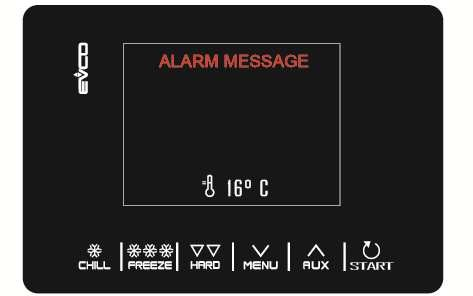 EVCO
ALARM MESSAGE
16° C
CHILL
FREEZE
HARD
MENU
AUX
START